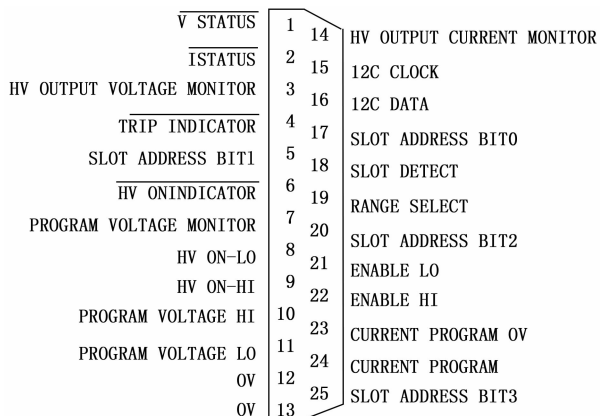 V STATUS 1
14 HV OUTPUT CURRENT MONITOR
ISTATUS 2
15 12C CLOCK
HV OUTPUT VOLTAGE MONITOR 3
16 12C DATA
TRIP INDICATOR 4
17 SLOT ADDRESS BIT0
SLOT ADDRESS BIT1 5
18 SLOT DETECT
HV ONINDICATOR 6
19 RANGE SELECT
PROGRAM VOLTAGE MONITOR 7
20 SLOT ADDRESS BIT2
HV ON-LO 8
21 ENABLE LO
HV ON-HI 9
22 ENABLE HI
PROGRAM VOLTAGE HI 10
23 CURRENT PROGRAM OV
PROGRAM VOLTAGE LO 11
24 CURRENT PROGRAM
OV 12
25 SLOT ADDRESS BIT3
OV 13